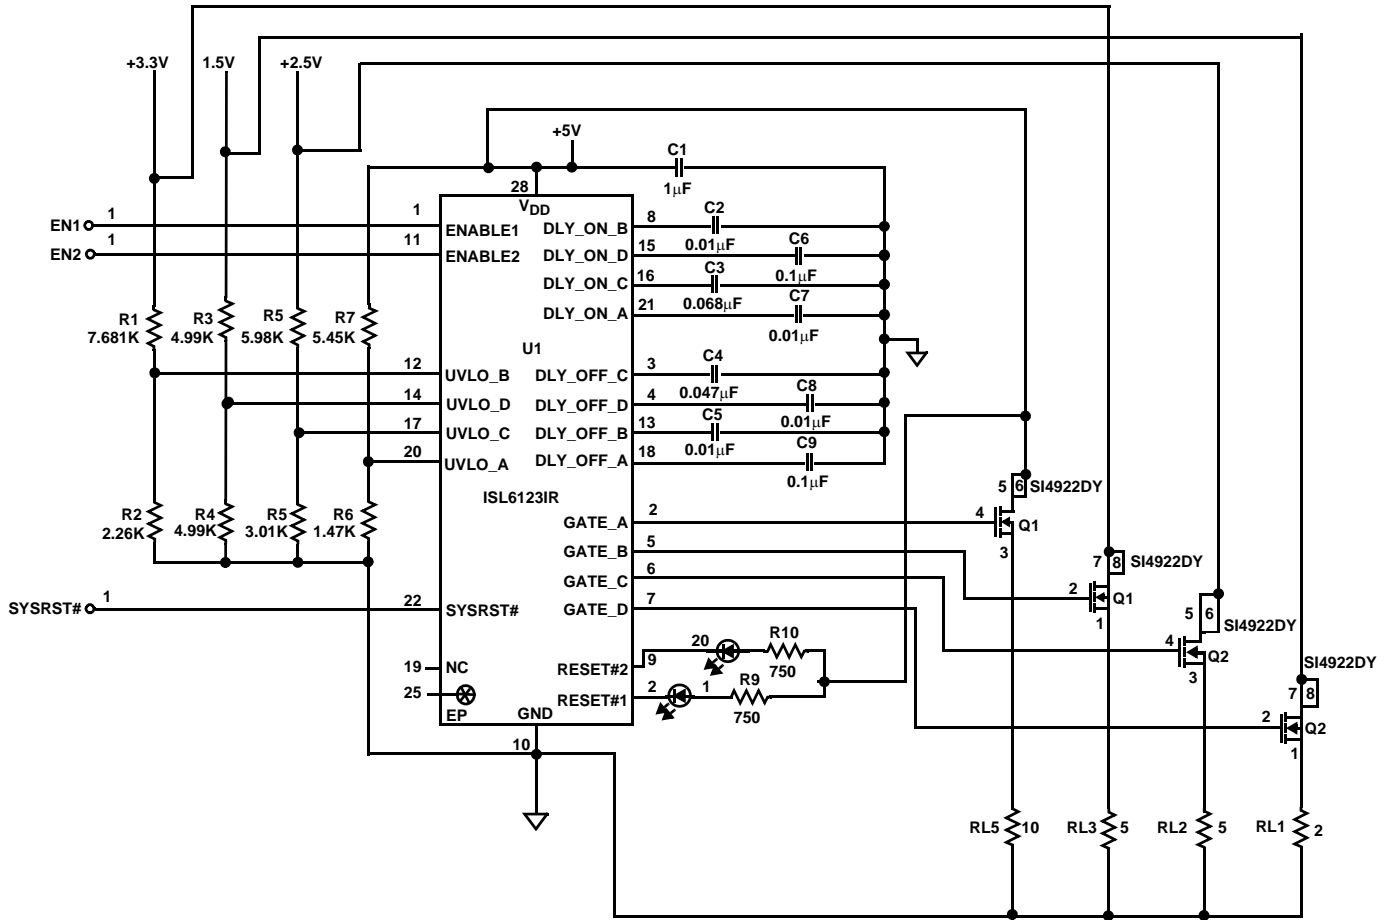 +3.3V 1.5V +2.5V
+5V
C1
1µF
28
VDD
EN1 1 1 ENABLE1
EN2 1 11 ENABLE2
DLY_ON_B 8 C2
0.01µF
DLY_ON_D 15 C6
0.1µF
DLY_ON_C 16 C3
0.068µF
DLY_ON_A 21 C7
0.01µF
R1
7.681K
R3
4.99K
R5
5.98K
R7
5.45K
U1
12 UVLO_B
14 UVLO_D
17 UVLO_C
20 UVLO_A
DLY_OFF_C 3 C4
0.047µF
DLY_OFF_D 4 C8
0.01µF
DLY_OFF_B 13 C5
0.01µF
DLY_OFF_A 18 C9
0.1µF
ISL6123IR
R2
2.26K
R4
4.99K
R5
3.01K
R6
1.47K
GATE_A 2
GATE_B 5
GATE_C 6
GATE_D 7
5 6 SI4922DY
4 Q1
3
7 8 SI4922DY
2 Q1
1
5 6 SI4922DY
4 Q2
3
SI4922DY
7 8
2 Q2
1
SYSRST# 1 22 SYSRST#
19 NC
25
EP
RESET#2 9 20 R10
750
RESET#1 2 1 R9
750
GND
10
RL5 10 RL3 5 RL2 5 RL1 2